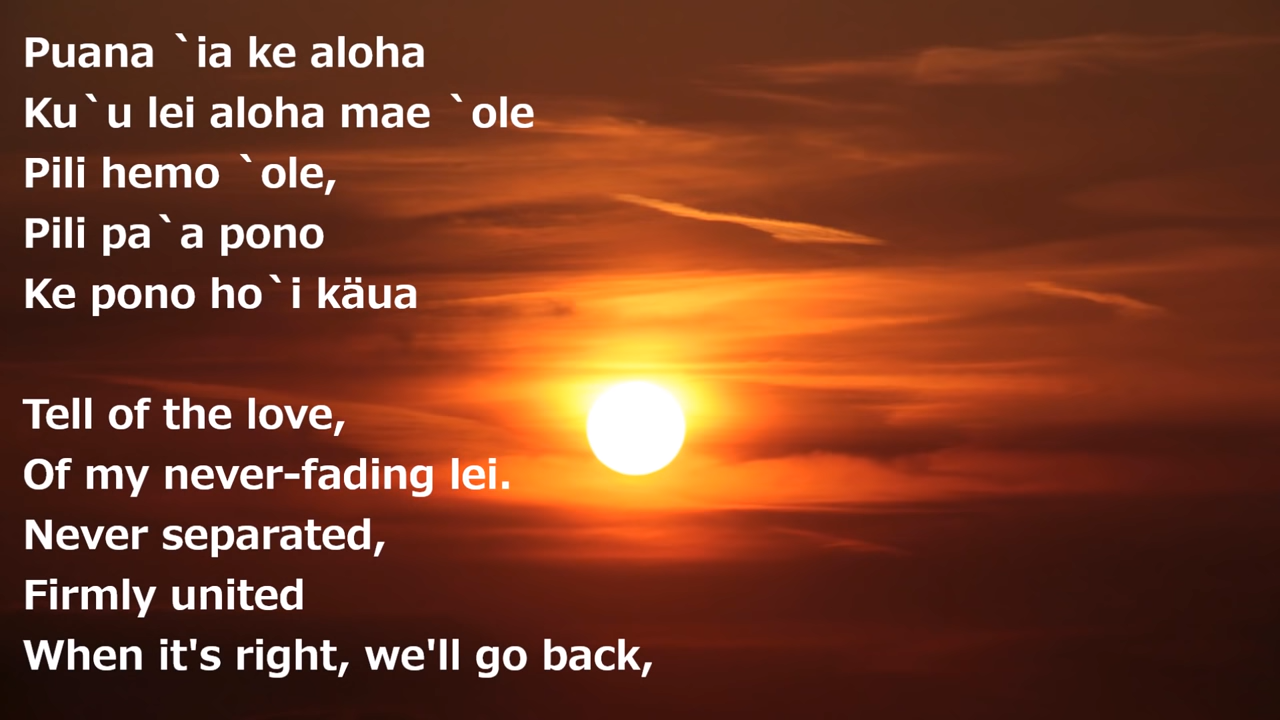 Puana `ia ke aloha
Ku`u lei aloha mae `ole
Pili hemo `ole,
Pili pa`a pono
Ke pono ho`i käua
Tell of the love,
Of my never-fading lei.
Never separated,
Firmly united
When it's right, we'll go back,